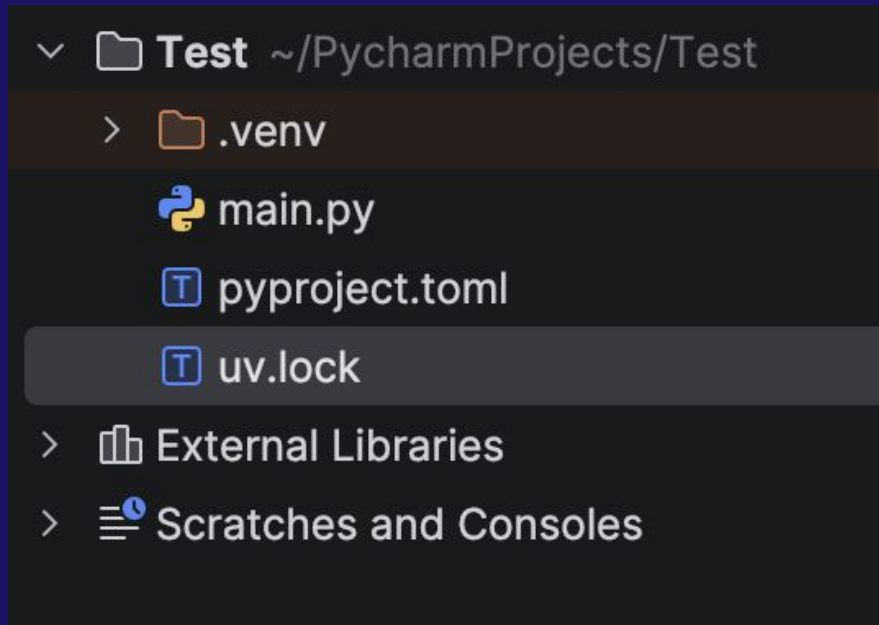 Test ~/PycharmProjects/Test
.venv
main.py
pyproject.toml
uv.lock
External Libraries
Scratches and Consoles